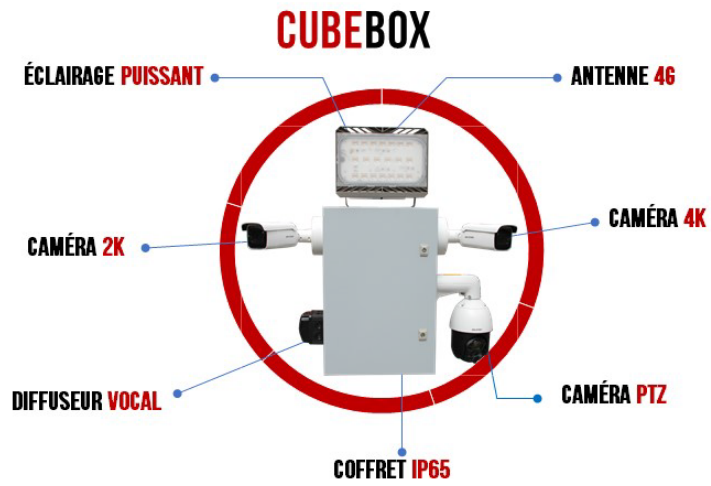 CUBEBOX
ÉCLAIRAGE PUISSANT
ANTENNE 4G
CAMÉRA 2K
CAMÉRA 4K
DIFFUSEUR VOCAL
CAMÉRA PTZ
COFFRET IP65